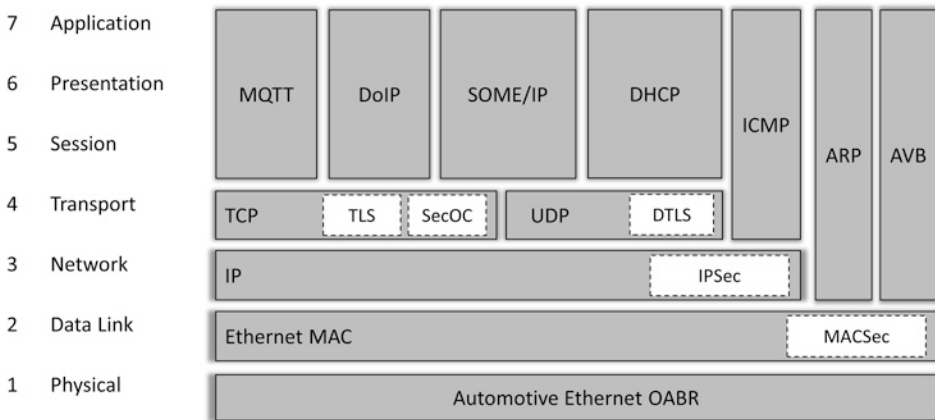 7 Application
6 Presentation
5 Session
4 Transport
3 Network
2 Data Link
1 Physical
MQTT
DoIP
SOME/IP
DHCP
ICMP
ARP
AVB
TCP TLS SecOC
UDP DTLS
IP IPSec
Ethernet MAC MACSec
Automotive Ethernet OABR